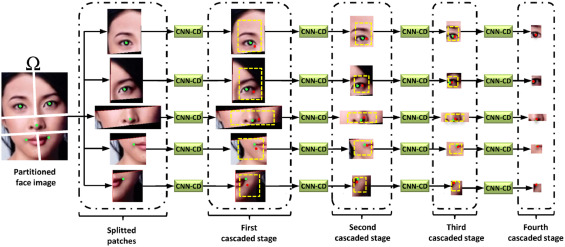 Ω
CNN-CD CNN-CD CNN-CD CNN-CD
CNN-CD CNN-CD CNN-CD CNN-CD
CNN-CD CNN-CD CNN-CD CNN-CD
CNN-CD CNN-CD CNN-CD CNN-CD
CNN-CD CNN-CD CNN-CD CNN-CD
Partitioned
face image
Splitted
patches
First
cascaded stage
Second
cascaded stage
Third
cascaded stage
Fourth
cascaded stage